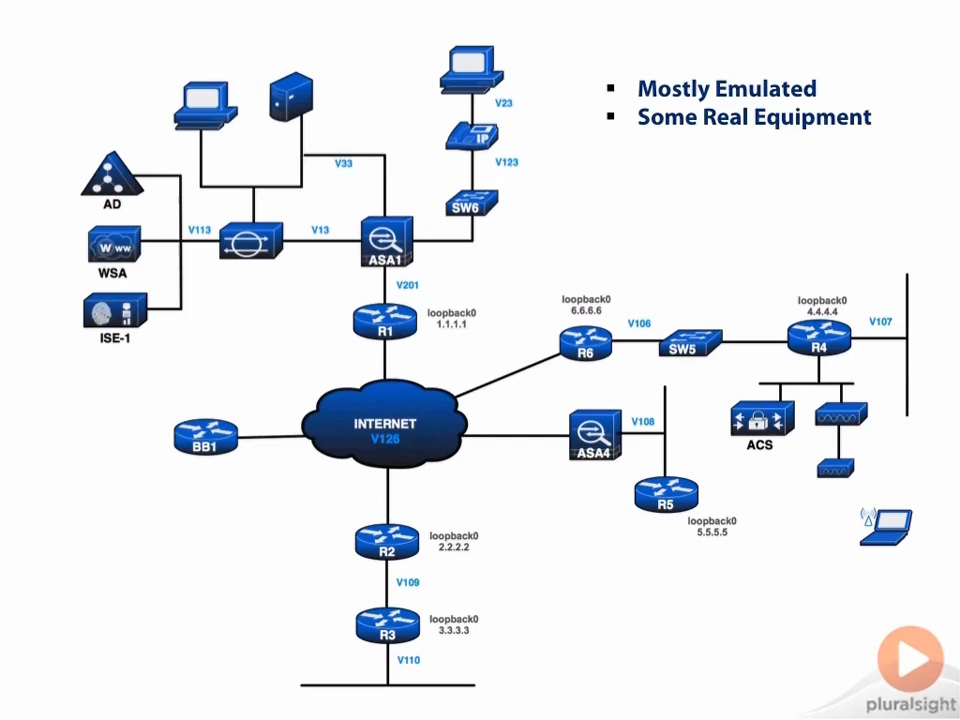 Mostly Emulated
Some Real Equipment
V23
IP
V123
V33
SW6
AD
V113
V13
ASA1
W WW
WSA
V201
ISE-1
loopback0
1.1.1.1
R1
loopback0
6.6.6.6
V106
R6
SW5
loopback0
4.4.4.4
V107
R4
INTERNET
V126
BB1
V108
ASA4
ACS
R5
loopback0
5.5.5.5
R2
loopback0
2.2.2.2
V109
R3
loopback0
3.3.3.3
V110
pluralsight